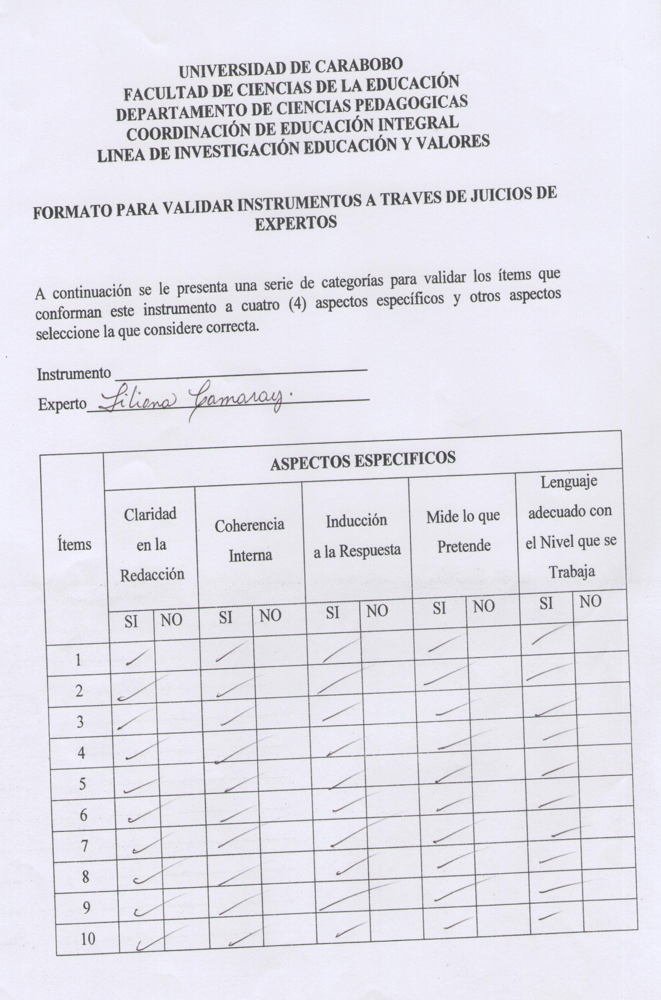 UNIVERSIDAD DE CARABOBO
FACULTAD DE CIENCIAS DE LA EDUCACIÓN
DEPARTAMENTO DE CIENCIAS PEDAGOGICAS
COORDINACIÓN DE EDUCACIÓN INTEGRAL
LINEA DE INVESTIGACIÓN EDUCACIÓN Y VALORES
FORMATO PARA VALIDAR INSTRUMENTOS A TRAVES DE JUICIOS DE
EXPERTOS
A continuación se le presenta una serie de categorías para validar los ítems que
conforman este instrumento a cuatro (4) aspectos específicos y otros aspectos
seleccione la que considere correcta.
Instrumento
Experto Liliana Camaray.
ASPECTOS ESPECIFICOS
Ítems
Claridad
en la
Redacción
Coherencia
Interna
Inducción
a la Respuesta
Mide lo que
Pretende
Lenguaje
adecuado con
el Nivel que se
Trabaja
SI NO SI NO SI NO SI NO SI NO
1
2
3
4
5
6
7
8
9
10